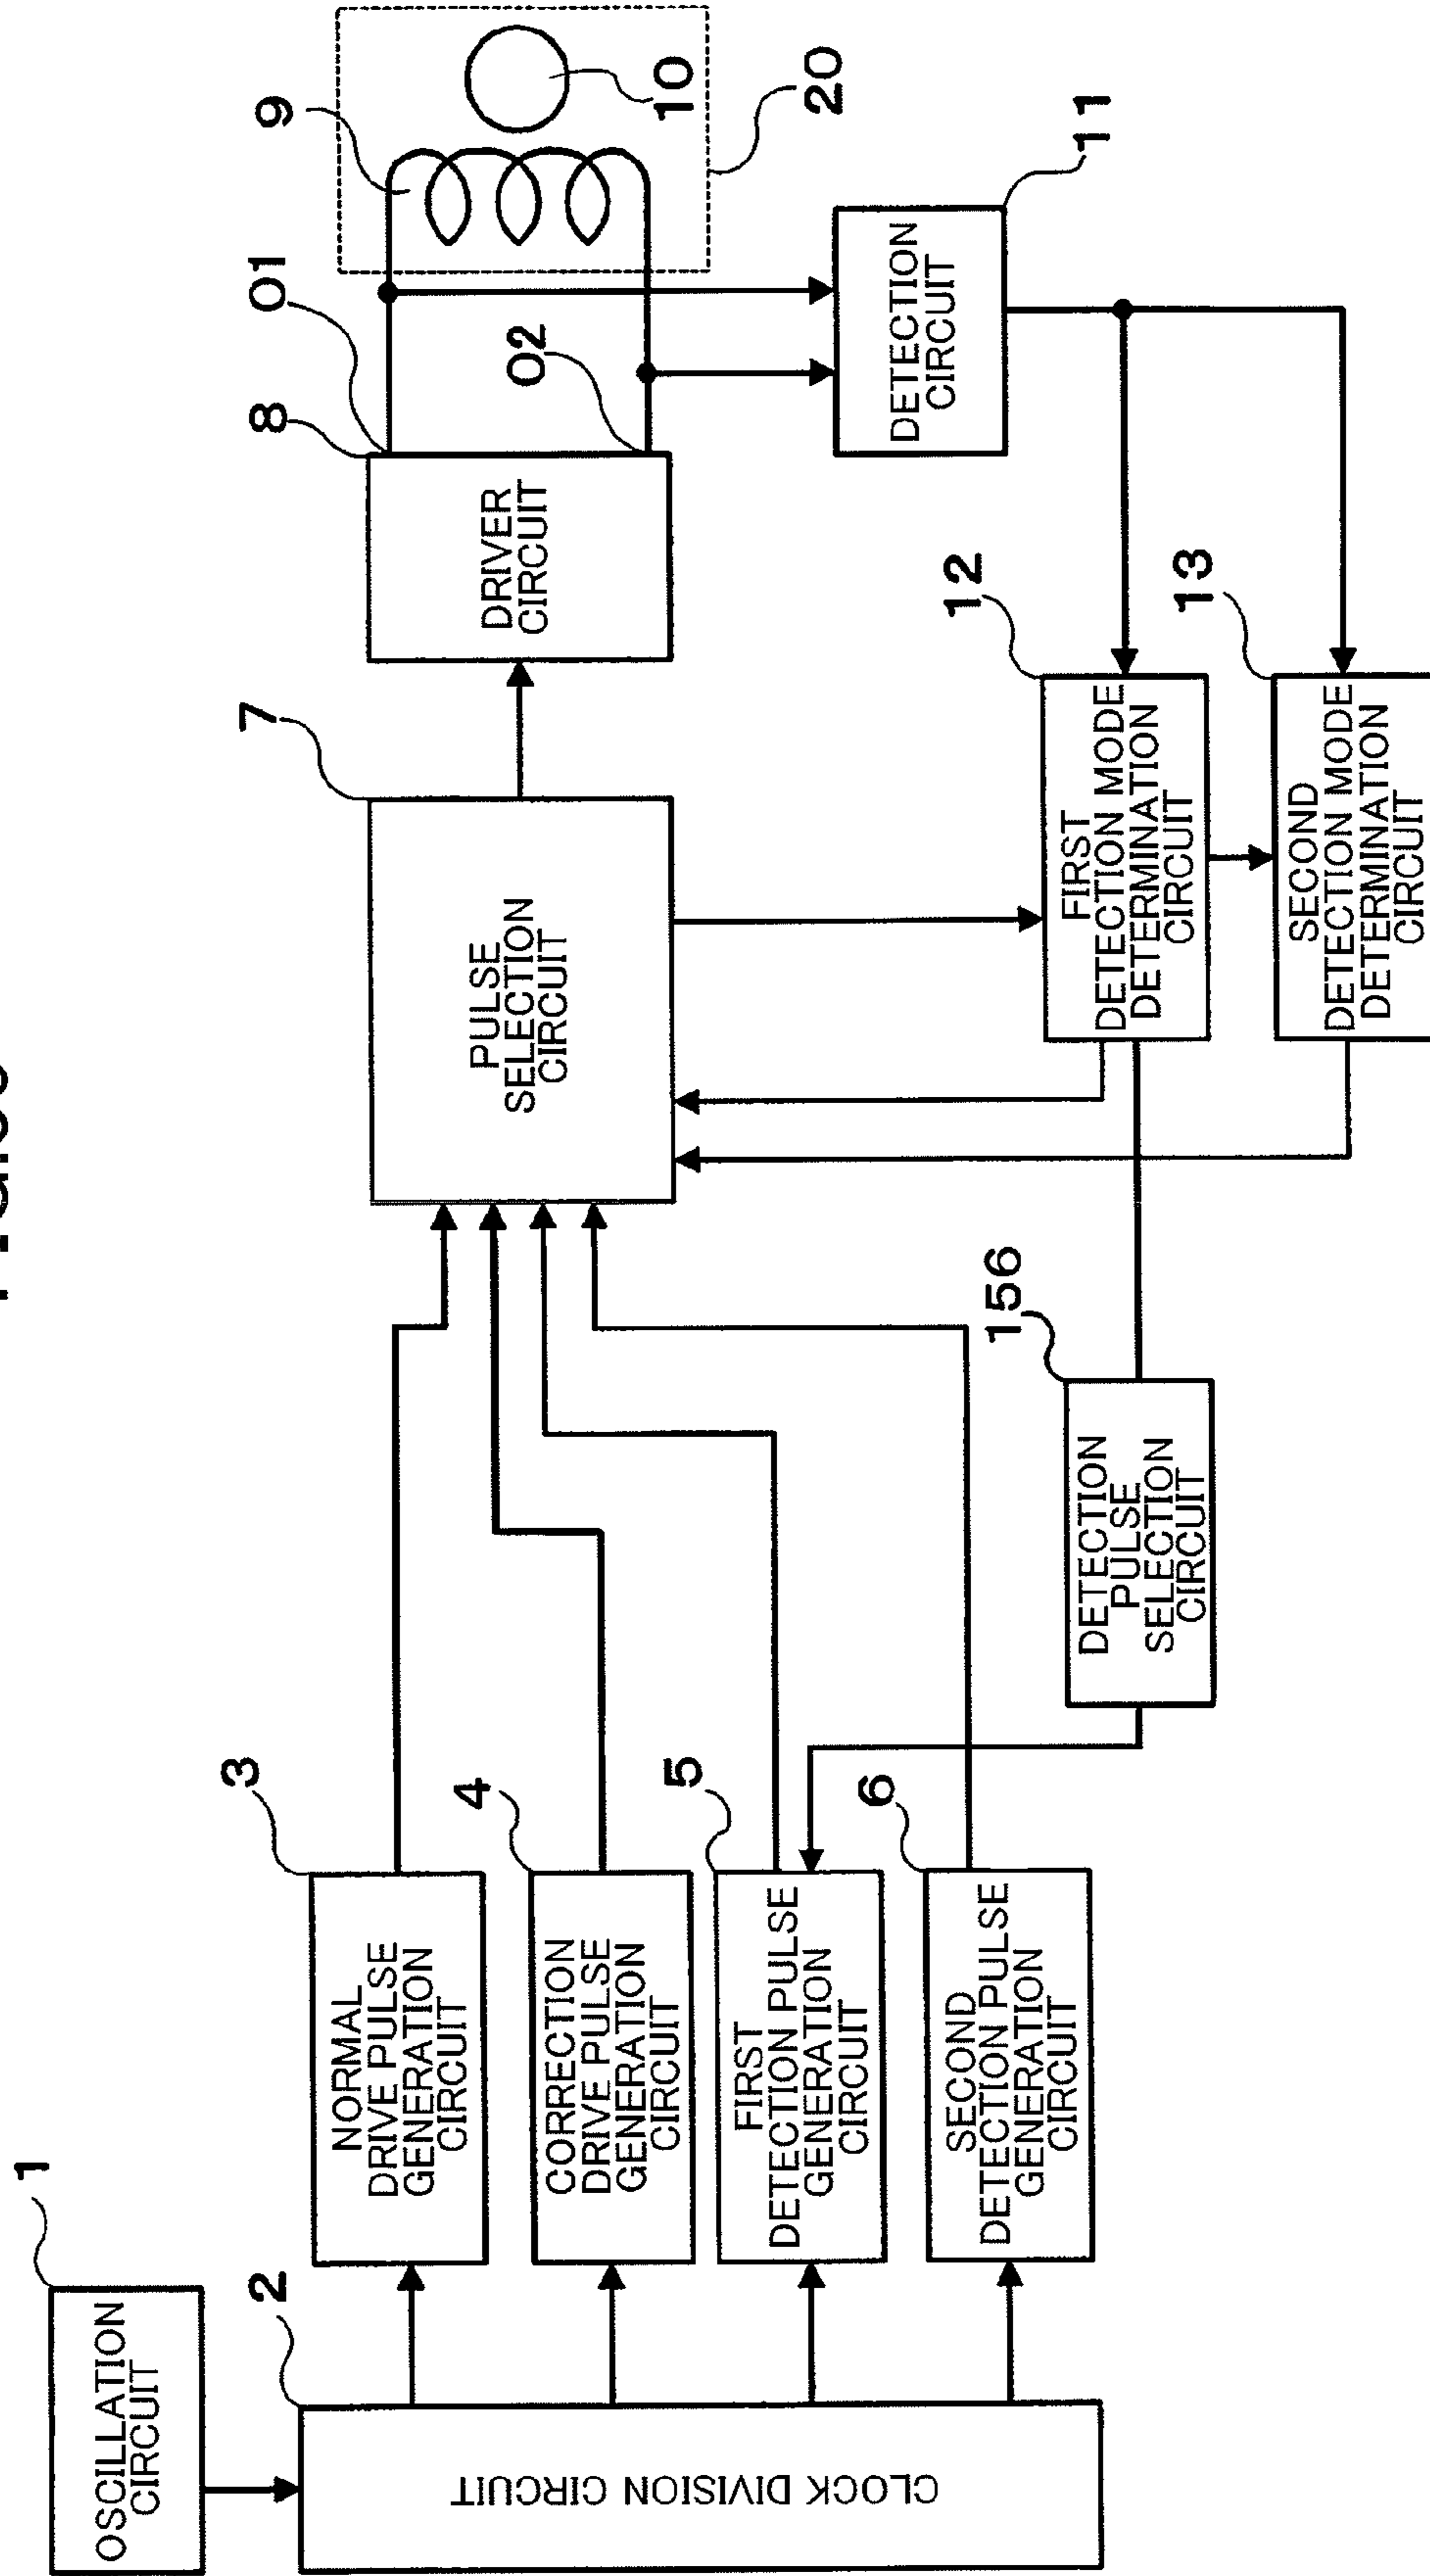 1
OSCILLATION
CIRCUIT
2
CLOCK DIVISION CIRCUIT
3
NORMAL
DRIVE PULSE
GENERATION
CIRCUIT
4
CORRECTION
DRIVE PULSE
GENERATION
CIRCUIT
5
FIRST
DETECTION PULSE
GENERATION
CIRCUIT
6
SECOND
DETECTION PULSE
GENERATION
CIRCUIT
156
DETECTION
PULSE
SELECTION
CIRCUIT
7
PULSE
SELECTION
CIRCUIT
12
FIRST
DETECTION MODE
DETERMINATION
CIRCUIT
13
SECOND
DETECTION MODE
DETERMINATION
CIRCUIT
8
DRIVER
CIRCUIT
O1
O2
9
10
20
11
DETECTION
CIRCUIT